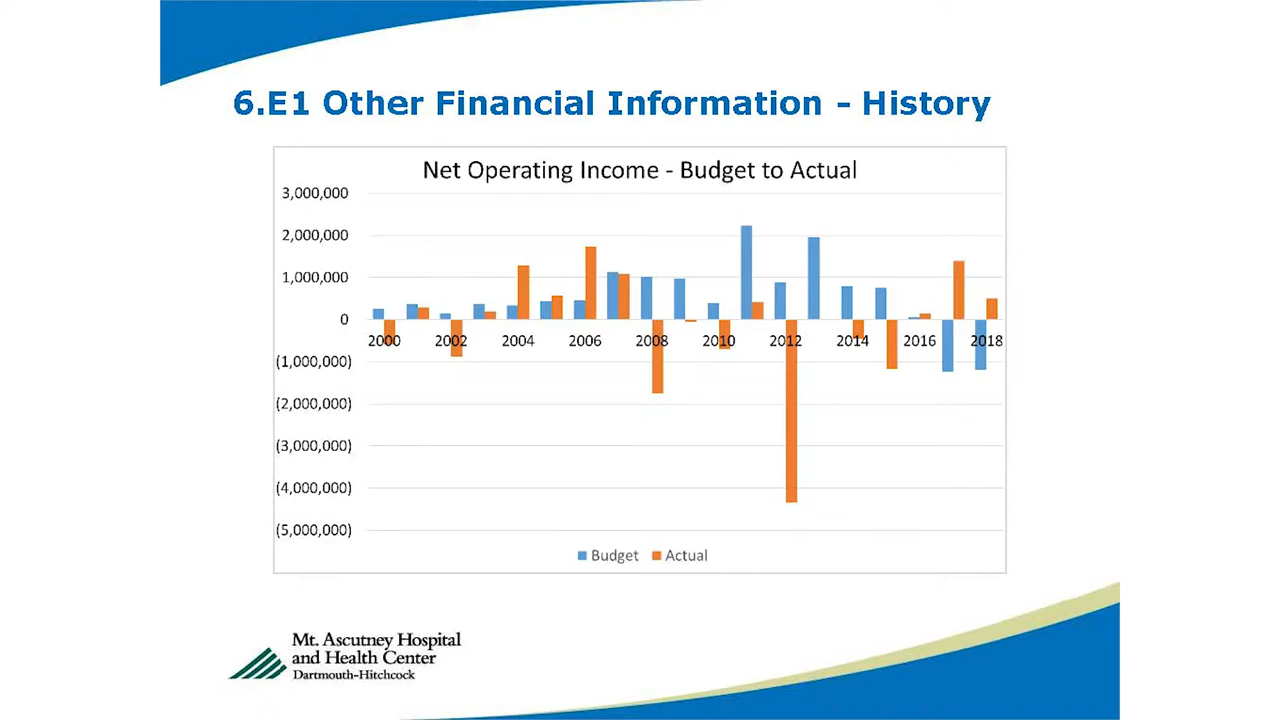 6.E1 Other Financial Information - History
Net Operating Income - Budget to Actual
3,000,000
2,000,000
1,000,000
0
2000 2002 2004 2006 2008 2010 2012 2014 2016 2018
(1,000,000)
(2,000,000)
(3,000,000)
(4,000,000)
(5,000,000)
Budget Actual
Mt. Ascutney Hospital
and Health Center
Dartmouth-Hitchcock